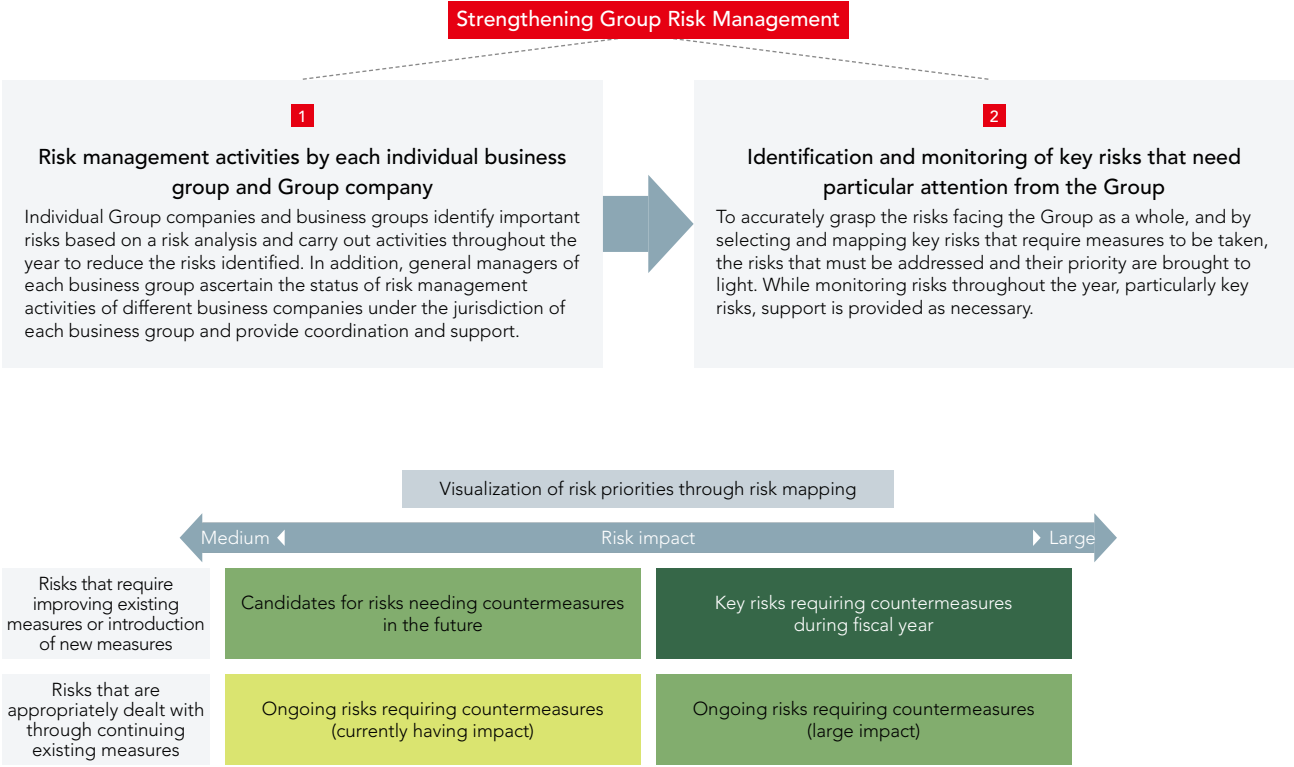 Strengthening Group Risk Management
1
Risk management activities by each individual business
group and Group company
Individual Group companies and business groups identify important
risks based on a risk analysis and carry out activities throughout the
year to reduce the risks identified. In addition, general managers of
each business group ascertain the status of risk management
activities of different business companies under the jurisdiction of
each business group and provide coordination and support.
2
Identification and monitoring of key risks that need
particular attention from the Group
To accurately grasp the risks facing the Group as a whole, and by
selecting and mapping key risks that require measures to be taken,
the risks that must be addressed and their priority are brought to
light. While monitoring risks throughout the year, particularly key
risks, support is provided as necessary.
Visualization of risk priorities through risk mapping
Medium Risk impact Large
Risks that require
improving existing
measures or introduction
of new measures
Candidates for risks needing countermeasures
in the future
Key risks requiring countermeasures
during fiscal year
Risks that are
appropriately dealt with
through continuing
existing measures
Ongoing risks requiring countermeasures
(currently having impact)
Ongoing risks requiring countermeasures
(large impact)